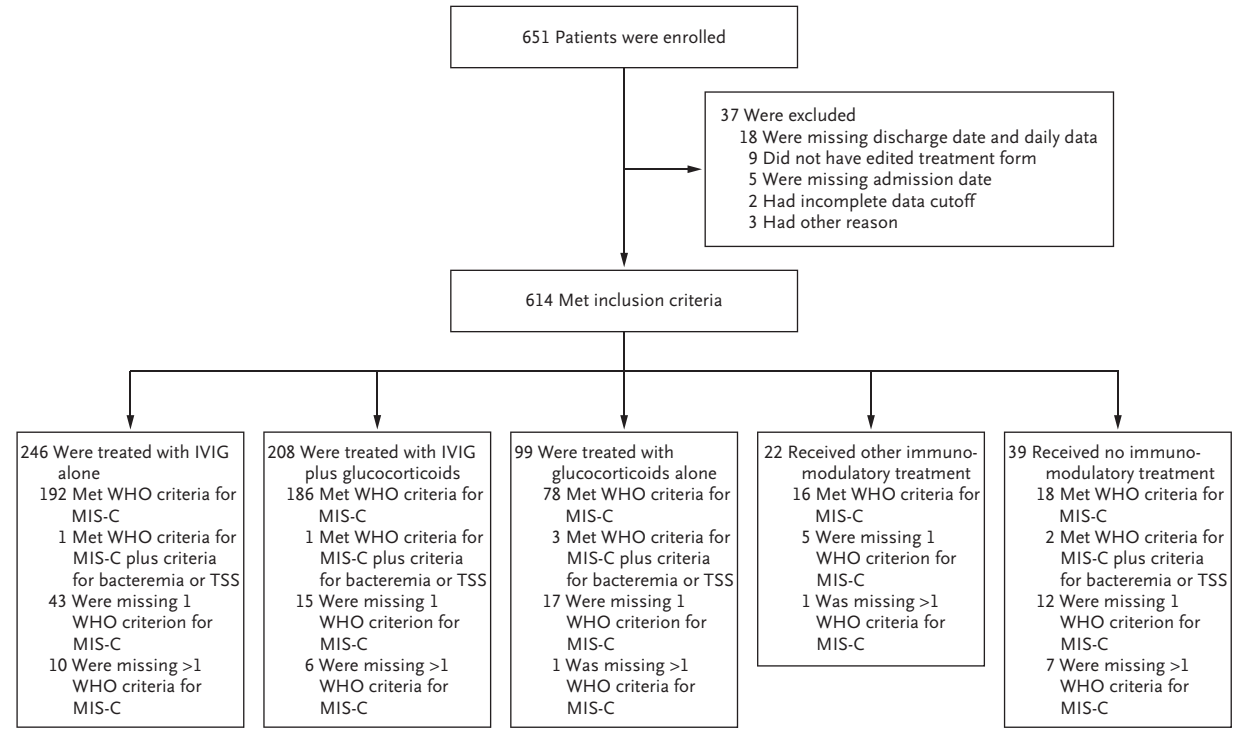 651 Patients were enrolled
37 Were excluded
18 Were missing discharge date and daily data
9 Did not have edited treatment form
5 Were missing admission date
2 Had incomplete data cutoff
3 Had other reason
614 Met inclusion criteria
246 Were treated with IVIG
alone
192 Met WHO criteria for
MIS-C
1 Met WHO criteria for
MIS-C plus criteria
for bacteremia or TSS
43 Were missing 1
WHO criterion for
MIS-C
10 Were missing >1
WHO criteria for
MIS-C
208 Were treated with IVIG
plus glucocorticoids
186 Met WHO criteria for
MIS-C
1 Met WHO criteria for
MIS-C plus criteria
for bacteremia or TSS
15 Were missing 1
WHO criterion for
MIS-C
6 Were missing >1
WHO criteria for
MIS-C
99 Were treated with
glucocorticoids alone
78 Met WHO criteria for
MIS-C
3 Met WHO criteria for
MIS-C plus criteria
for bacteremia or TSS
17 Were missing 1
WHO criterion for
MIS-C
1 Was missing >1
WHO criteria for
MIS-C
22 Received other immuno-
modulatory treatment
16 Met WHO criteria for
MIS-C
5 Were missing 1
WHO criterion for
MIS-C
1 Was missing >1
WHO criteria for
MIS-C
39 Received no immuno-
modulatory treatment
18 Met WHO criteria for
MIS-C
2 Met WHO criteria for
MIS-C plus criteria
for bacteremia or TSS
12 Were missing 1
WHO criterion for
MIS-C
7 Were missing >1
WHO criteria for
MIS-C